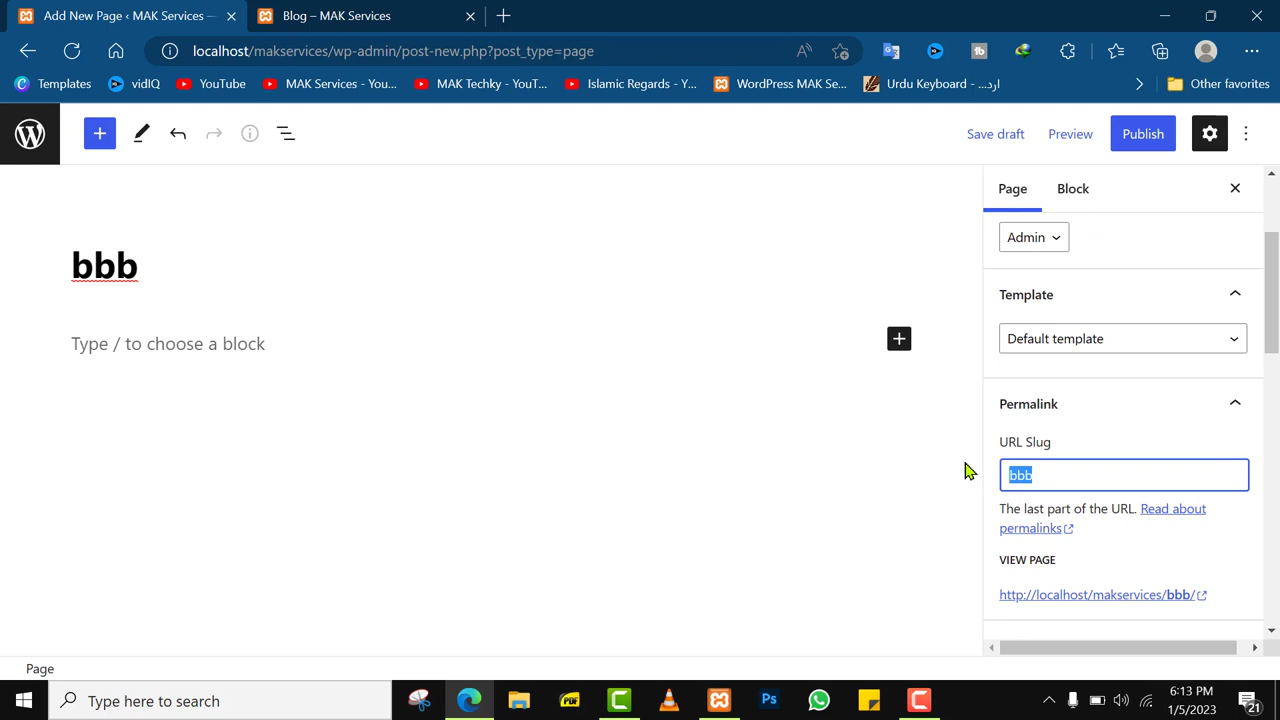 Add New Page ‹ MAK Services —
Blog – MAK Services
localhost/makservices/wp-admin/post-new.php?post_type=page
Templates
vidIQ
YouTube
MAK Services - You...
MAK Techky - YouT...
Islamic Regards - Y...
WordPress MAK Se...
Urdu Keyboard - ...ارد
Other favorites
Save draft
Preview
Publish
Page
Block
Admin
bbb
Template
Type / to choose a block
Default template
Permalink
URL Slug
bbb
The last part of the URL. Read about
permalinks
VIEW PAGE
http://localhost/makservices/bbb/
Page
Type here to search
PDF
Ps
6:13 PM
1/5/2023
21